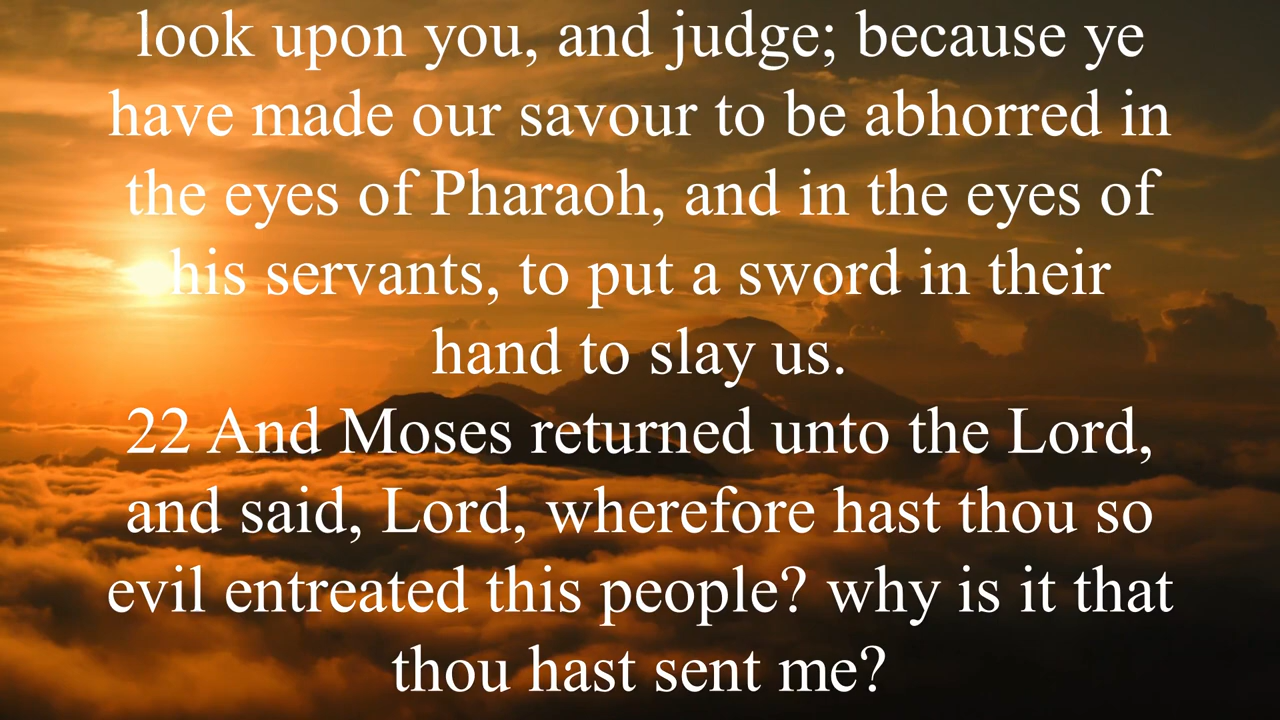 look upon you, and judge; because ye
have made our savour to be abhorred in
the eyes of Pharaoh, and in the eyes of
his servants, to put a sword in their
hand to slay us.
22 And Moses returned unto the Lord,
and said, Lord, wherefore hast thou so
evil entreated this people? why is it that
thou hast sent me?